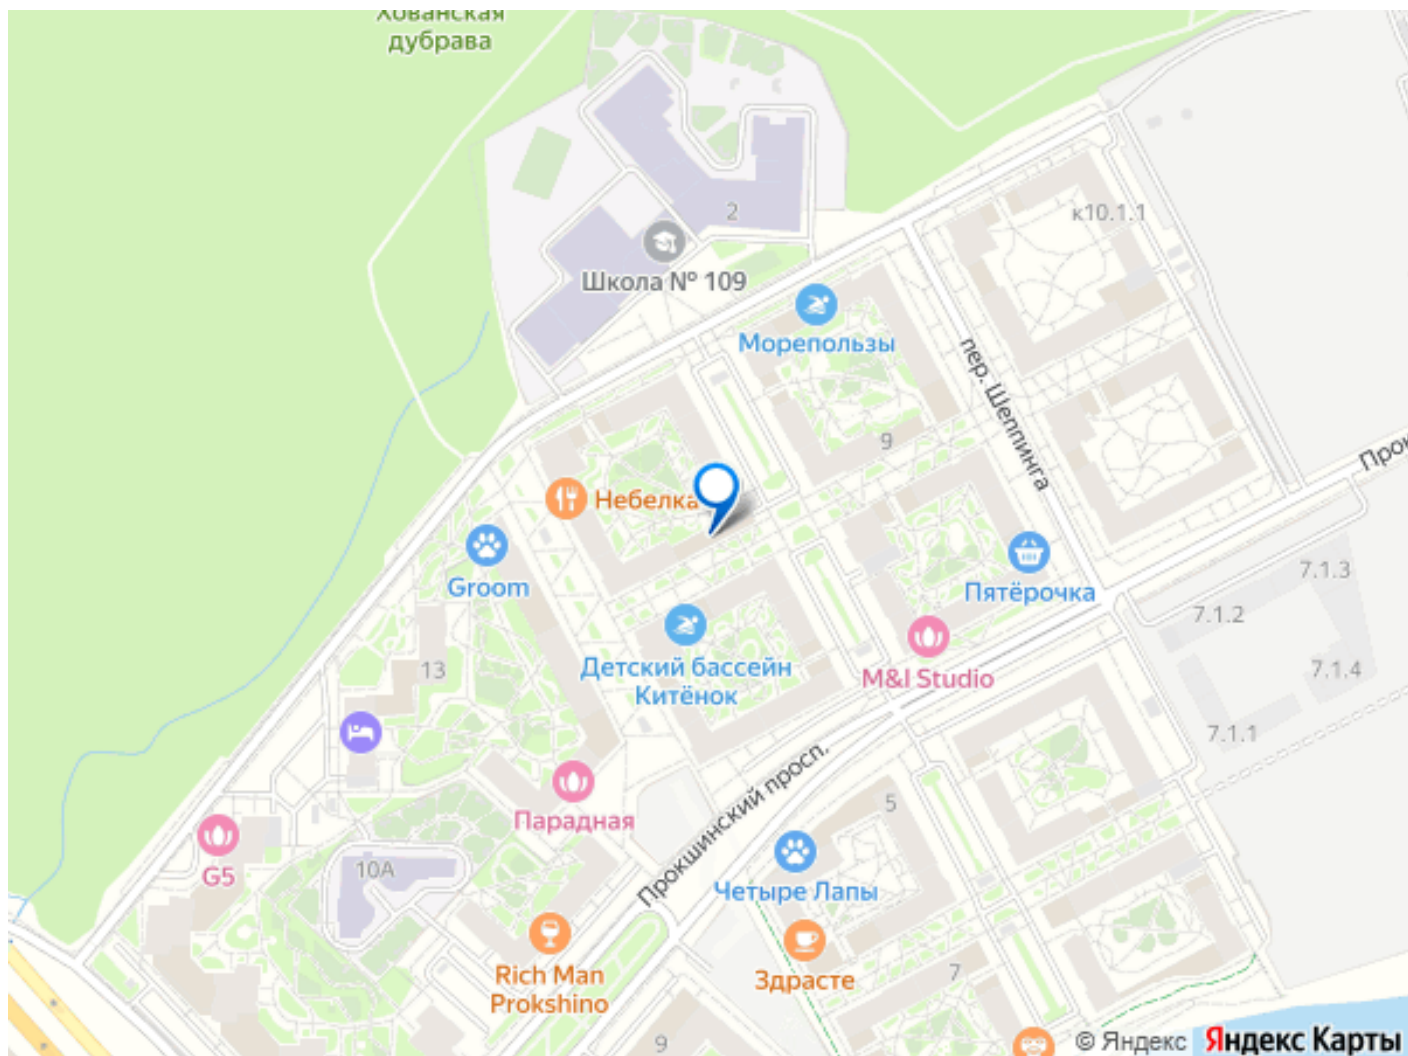 Хованская
дубрава
2
к10.1.1
Школа № 109
Морепользы
пер. Шеппинга
9
Небелка
Groom
Пятёрочка
7.1.3
7.1.2
7.1.4
7.1.1
Детский бассейн
Китёнок
M&I Studio
13
Прокшинский просп.
Парадная
5
G5
10А
Четыре Лапы
Rich Man
Prokshino
Здрасте
7
9
© Яндекс Яндекс Карты